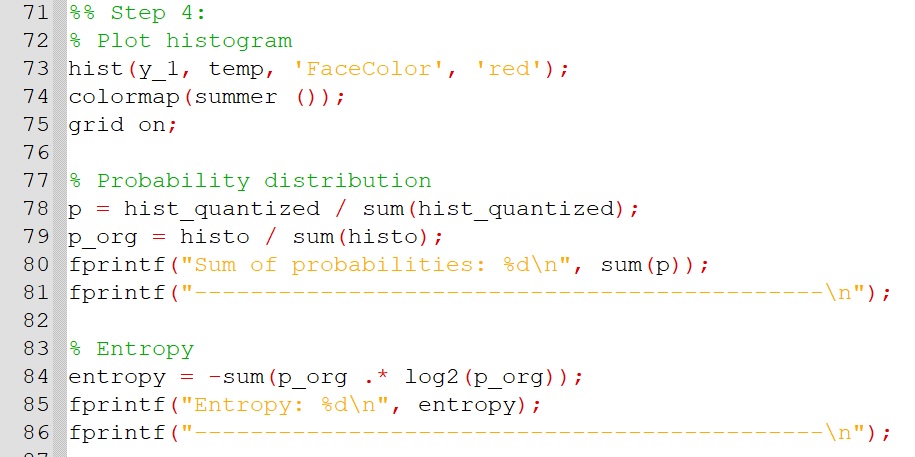 71 %% Step 4:
72 % Plot histogram
73 hist(y_1, temp, 'FaceColor', 'red');
74 colormap(summer ());
75 grid on;
76
77 % Probability distribution
78 p = hist_quantized / sum(hist_quantized);
79 p_org = histo / sum(histo);
80 fprintf("Sum of probabilities: %d\n", sum(p));
81 fprintf("---------------------------------------------\n");
82
83 % Entropy
84 entropy = -sum(p_org .* log2(p_org));
85 fprintf("Entropy: %d\n", entropy);
86 fprintf("---------------------------------------------\n");